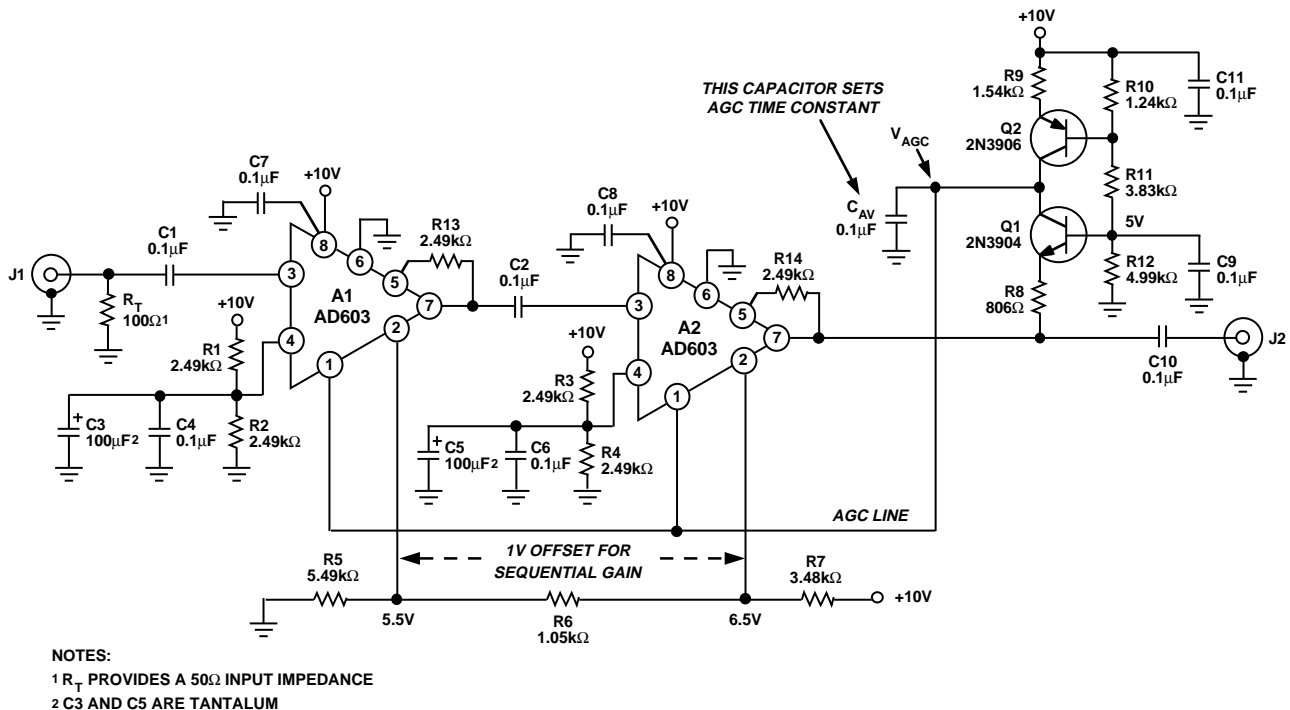 +10V
THIS CAPACITOR SETS
AGC TIME CONSTANT
R9
1.54kΩ
R10
1.24kΩ
C11
0.1µF
Q2
2N3906
V_AGC
C7
0.1µF
+10V
C8
0.1µF
+10V
C_AV
0.1µF
R11
3.83kΩ
Q1
2N3904
5V
R13
2.49kΩ
8
6
5
7
2
3
4
1
A1
AD603
J1
C1
0.1µF
R_T
100Ω1
+10V
R1
2.49kΩ
C2
0.1µF
R14
2.49kΩ
8
6
5
7
2
3
4
1
A2
AD603
R12
4.99kΩ
C9
0.1µF
R8
806Ω
C10
0.1µF
J2
+10V
R3
2.49kΩ
C3
100µF2
+
C4
0.1µF
R2
2.49kΩ
C5
100µF2
+
C6
0.1µF
R4
2.49kΩ
AGC LINE
1V OFFSET FOR
SEQUENTIAL GAIN
R5
5.49kΩ
5.5V
R6
1.05kΩ
6.5V
R7
3.48kΩ
+10V
NOTES:
1 R_T PROVIDES A 50Ω INPUT IMPEDANCE
2 C3 AND C5 ARE TANTALUM